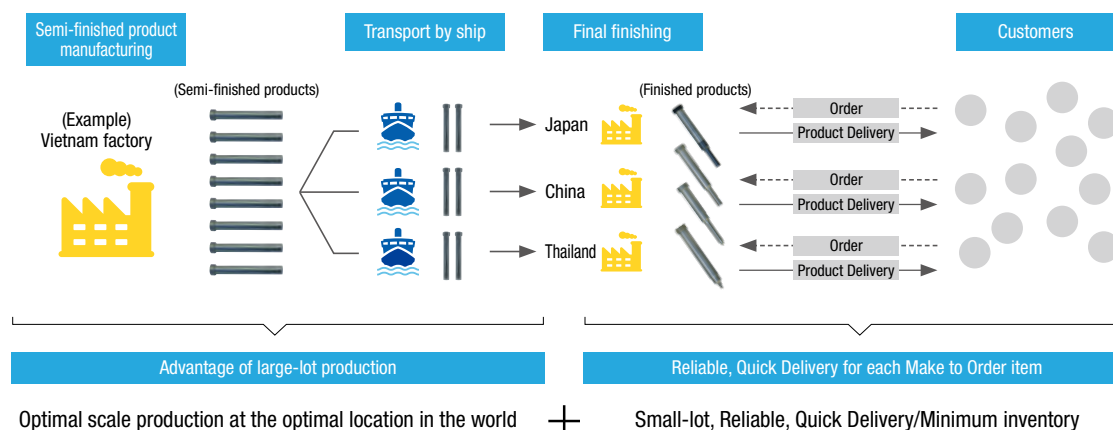 Semi-finished product
manufacturing
Transport by ship
Final finishing
Customers
(Semi-finished products)
(Finished products)
(Example)
Vietnam factory
Japan
Order
Product Delivery
China
Order
Product Delivery
Thailand
Order
Product Delivery
Advantage of large-lot production
Reliable, Quick Delivery for each Make to Order item
Optimal scale production at the optimal location in the world
+
Small-lot, Reliable, Quick Delivery/Minimum inventory